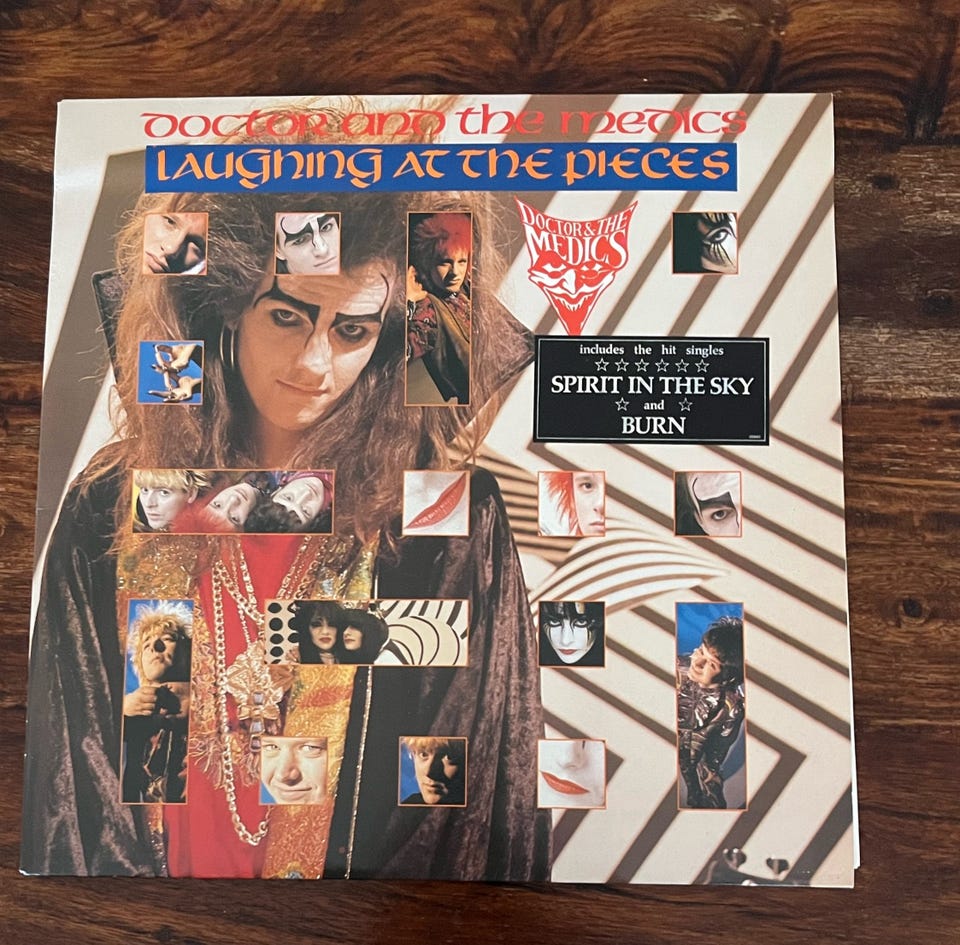 Doctor and the Medics
Laughing at the Pieces
DOCTOR & THE
MEDICS
includes the hit singles
☆☆☆☆☆☆
SPIRIT IN THE SKY
☆ and ☆
BURN